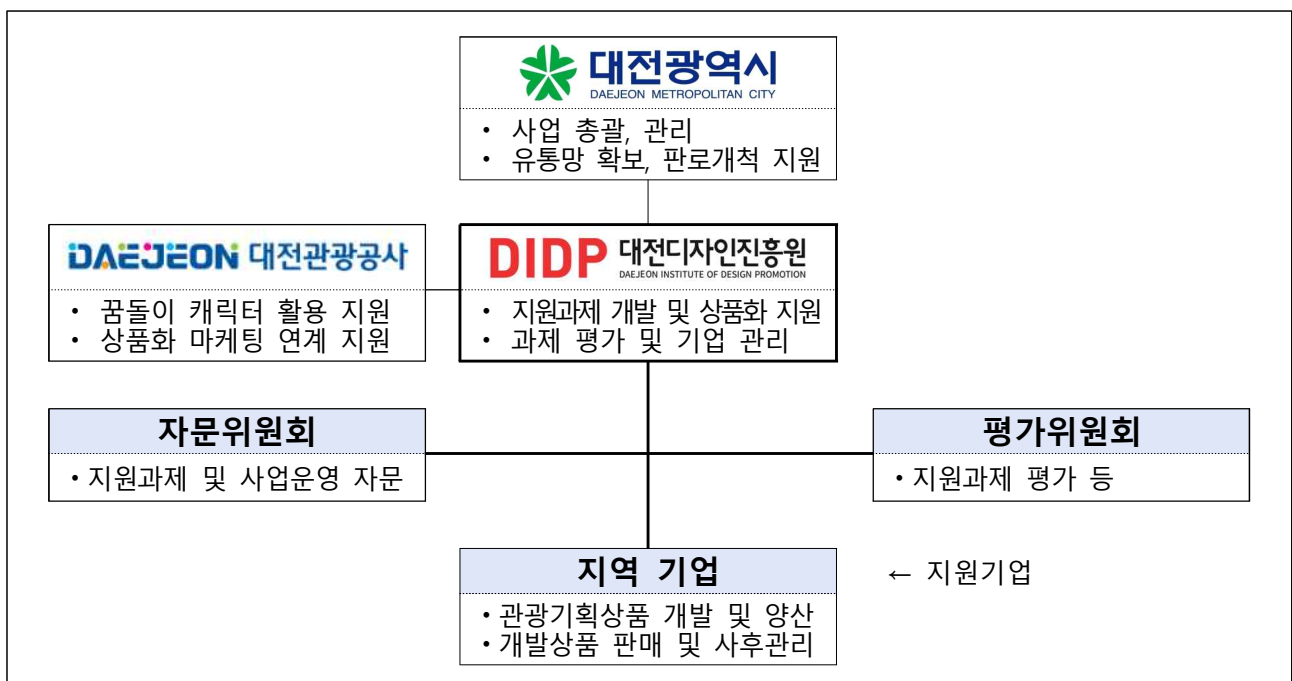 대전광역시
DAEJEON METROPOLITAN CITY
• 사업 총괄, 관리
• 유통망 확보, 판로개척 지원
DAEJEON 대전관광공사
• 꿈돌이 캐릭터 활용 지원
• 상품화 마케팅 연계 지원
DIDP 대전디자인진흥원
DAEJEON INSTITUTE OF DESIGN PROMOTION
• 지원과제 개발 및 상품화 지원
• 과제 평가 및 기업 관리
자문위원회
•지원과제 및 사업운영 자문
평가위원회
•지원과제 평가 등
지역 기업
•관광기획상품 개발 및 양산
•개발상품 판매 및 사후관리
← 지원기업